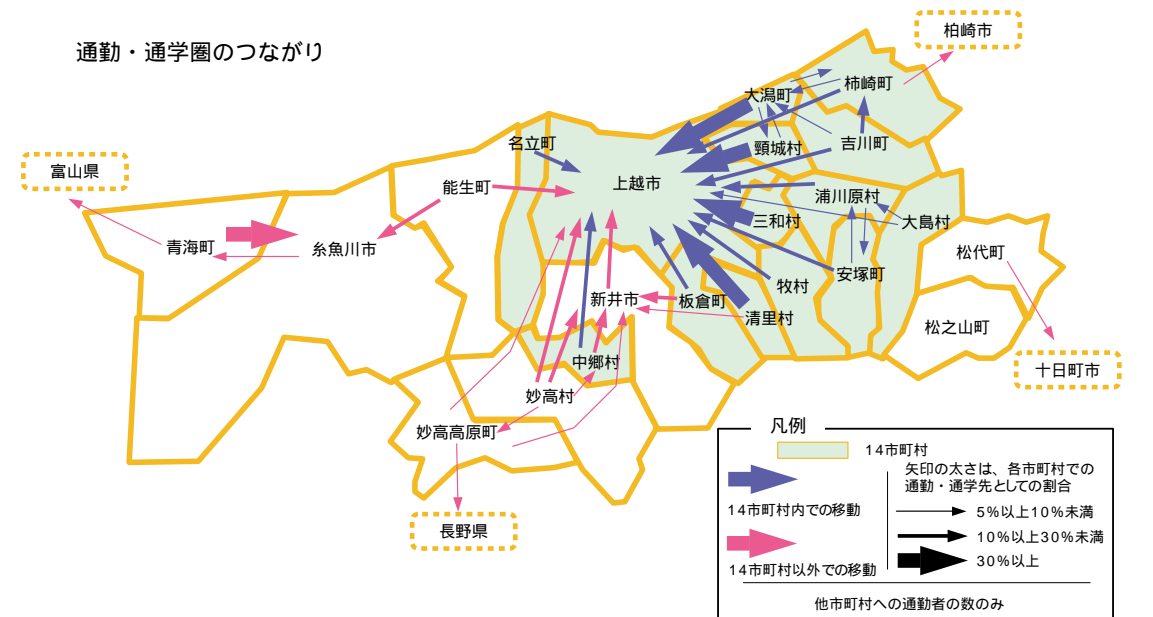 通勤・通学圏のつながり
柏崎市
柿崎町
大潟町
頸城村
吉川町
名立町
富山県
能生町
上越市
浦川原村
三和村
大島村
青海町
糸魚川市
松代町
安塚町
牧村
新井市
板倉町
清里村
松之山町
中郷村
十日町市
妙高村
妙高高原町
長野県
凡例
14市町村
矢印の太さは、各市町村での
通勤・通学先としての割合
14市町村内での移動
5%以上10%未満
10%以上30%未満
30%以上
14市町村以外での移動
他市町村への通勤者の数のみ